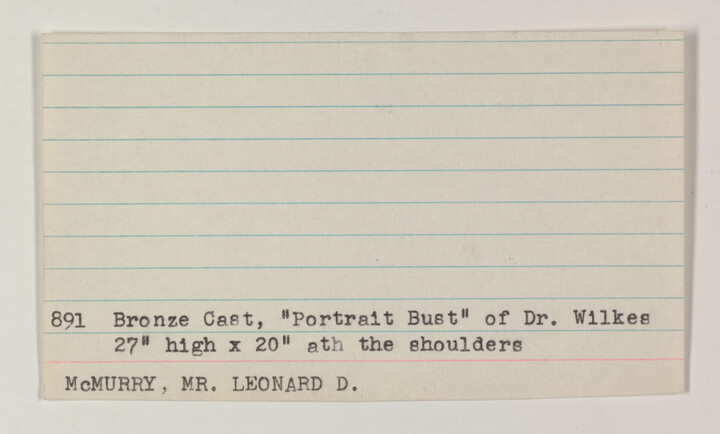 891 Bronze Cast, "Portrait Bust" of Dr. Wilkes
27" high x 20" ath the shoulders
McMURRY, MR. LEONARD D.